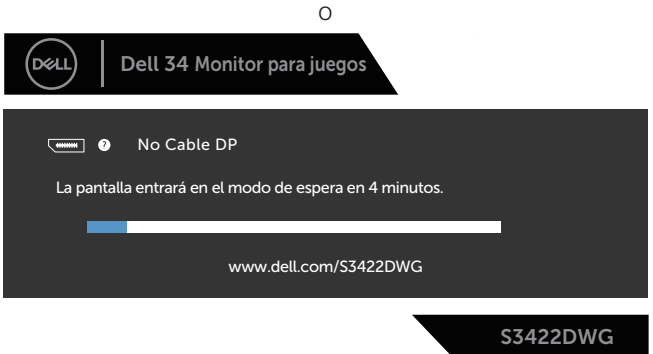 O
DELL
Dell 34 Monitor para juegos
? No Cable DP
La pantalla entrará en el modo de espera en 4 minutos.
www.dell.com/S3422DWG
S3422DWG